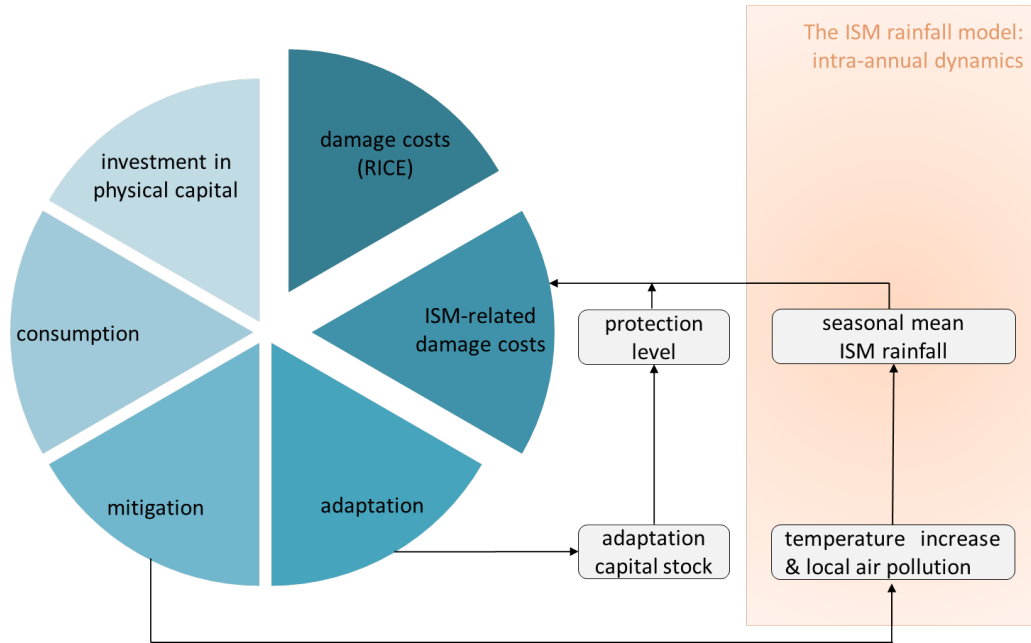 The ISM rainfall model:
intra-annual dynamics
damage costs
(RICE)
investment in
physical capital
consumption
ISM-related
damage costs
protection
level
seasonal mean
ISM rainfall
mitigation
adaptation
adaptation
capital stock
temperature increase
& local air pollution